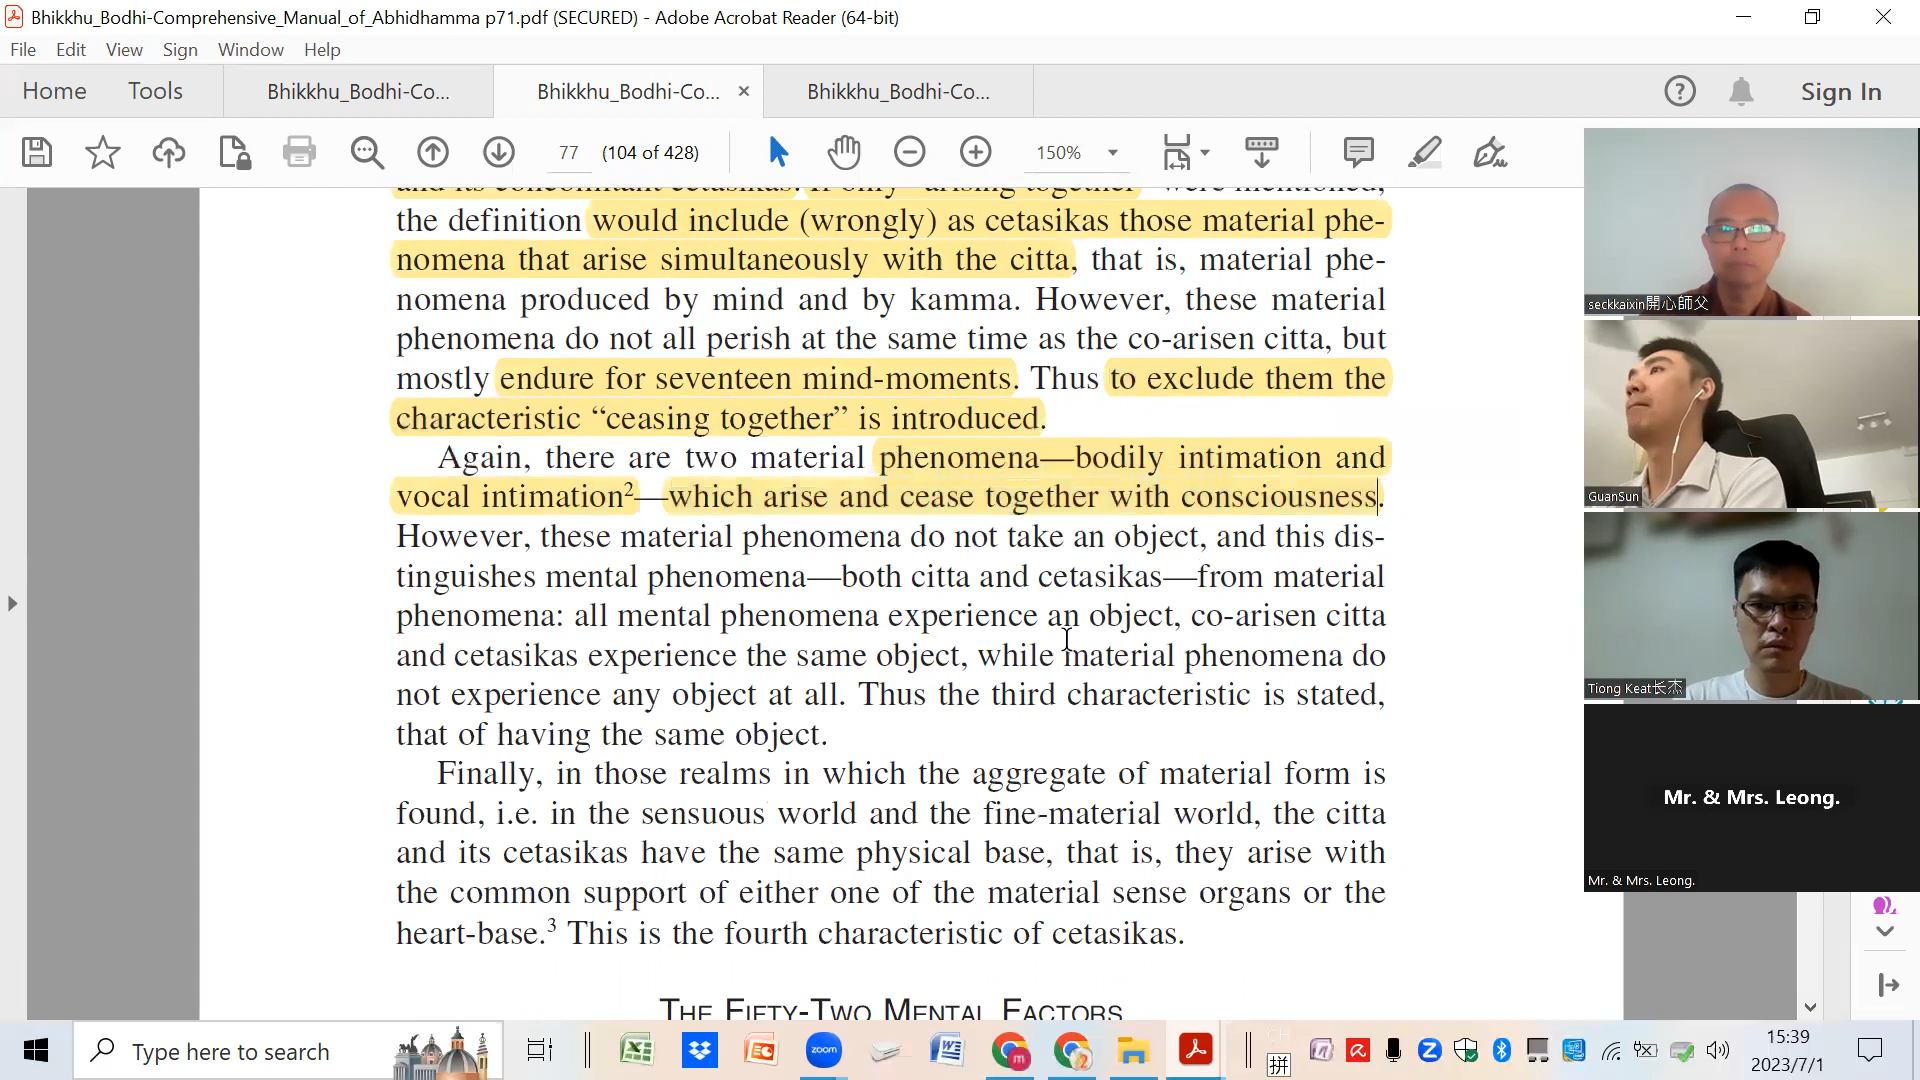 Bhikkhu_Bodhi-Comprehensive_Manual_of_Abhidhamma p71.pdf (SECURED) - Adobe Acrobat Reader (64-bit)
File Edit View Sign Window Help
Home Tools Bhikkhu_Bodhi-Co... Bhikkhu_Bodhi-Co... × Bhikkhu_Bodhi-Co... Sign In
77 (104 of 428) 150%
and its concomitant cetasikas. If only “arising together” were mentioned,
the definition would include (wrongly) as cetasikas those material phe-
nomena that arise simultaneously with the citta, that is, material phe-
nomena produced by mind and by kamma. However, these material
phenomena do not all perish at the same time as the co-arisen citta, but
mostly endure for seventeen mind-moments. Thus to exclude them the
characteristic “ceasing together” is introduced.
Again, there are two material phenomena—bodily intimation and
vocal intimation²—which arise and cease together with consciousness.
However, these material phenomena do not take an object, and this dis-
tinguishes mental phenomena—both citta and cetasikas—from material
phenomena: all mental phenomena experience an object, co-arisen citta
and cetasikas experience the same object, while material phenomena do
not experience any object at all. Thus the third characteristic is stated,
that of having the same object.
Finally, in those realms in which the aggregate of material form is
found, i.e. in the sensuous world and the fine-material world, the citta
and its cetasikas have the same physical base, that is, they arise with
the common support of either one of the material sense organs or the
heart-base.³ This is the fourth characteristic of cetasikas.
THE FIFTY-TWO MENTAL FACTORS
seckkaixin開心師父
GuanSun
Tiong Keat长杰
Mr. & Mrs. Leong.
Mr. & Mrs. Leong.
Type here to search
zoom
拼
15:39
2023/7/1